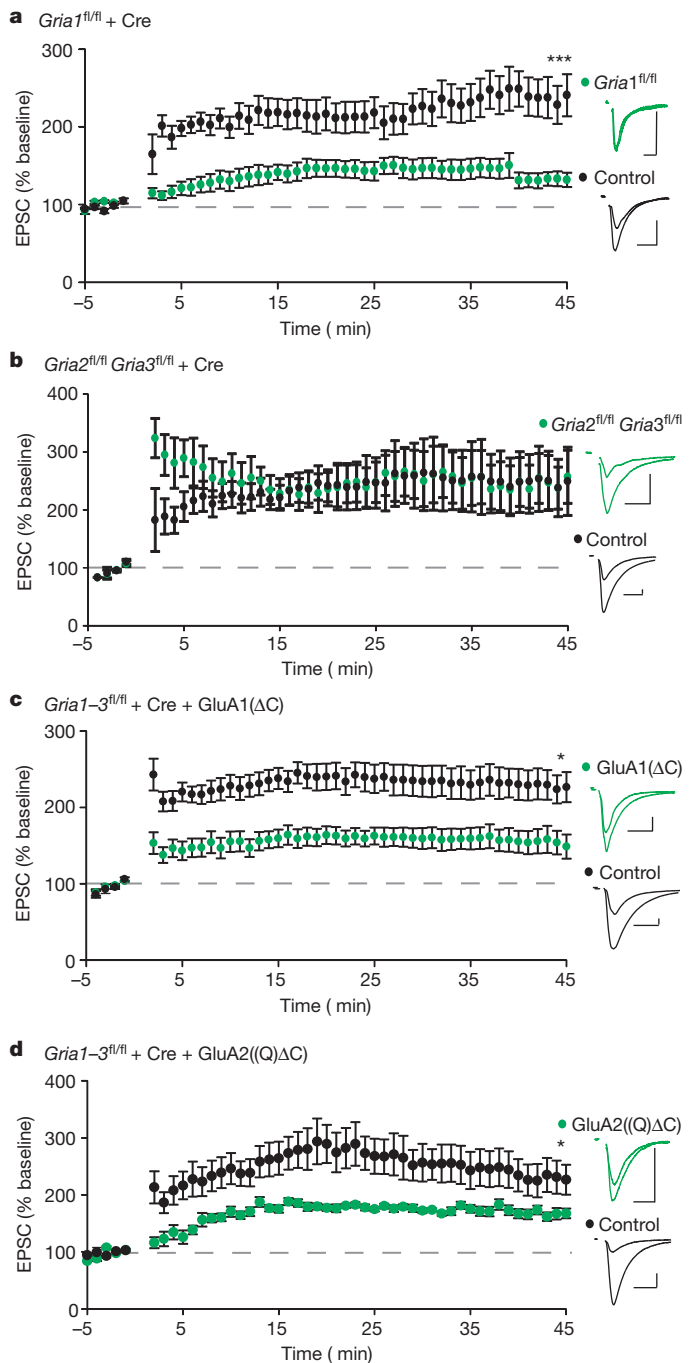 a
Gria1fl/fl + Cre
300
200
100
0
EPSC (% baseline)
–5 5 15 25 35 45
Time ( min)
***
Gria1fl/fl
Control
b
Gria2fl/fl Gria3fl/fl + Cre
400
300
200
100
0
EPSC (% baseline)
–5 5 15 25 35 45
Time ( min)
Gria2fl/fl Gria3fl/fl
Control
c
Gria1–3fl/fl + Cre + GluA1(ΔC)
300
200
100
0
EPSC (% baseline)
–5 5 15 25 35 45
Time ( min)
*
GluA1(ΔC)
Control
d
Gria1–3fl/fl + Cre + GluA2((Q)ΔC)
400
300
200
100
0
EPSC (% baseline)
–5 5 15 25 35 45
Time ( min)
GluA2((Q)ΔC)
*
Control